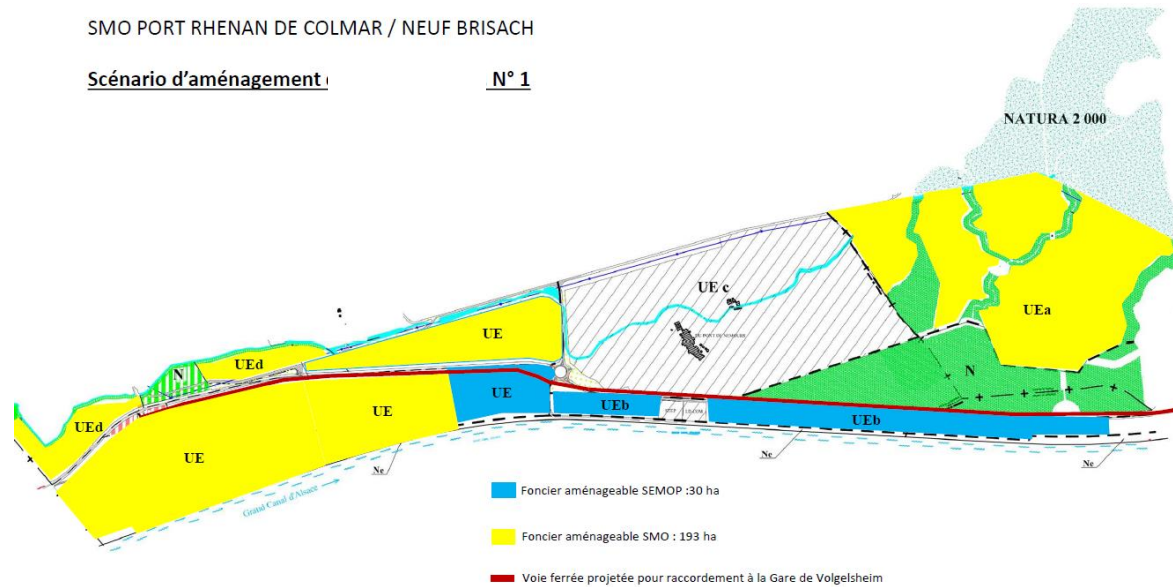 SMO PORT RHENAN DE COLMAR / NEUF BRISACH
Scénario d'aménagement N° 1
NATURA 2 000
UE c
UE
UEa
UEd
N
N
UE
UE
UEb
UEd
UEb
UE
Ne
Ne
Ne
Grand Canal d'Alsace
Foncier aménageable SEMOP :30 ha
Foncier aménageable SMO : 193 ha
Voie ferrée projetée pour raccordement à la Gare de Volgelsheim